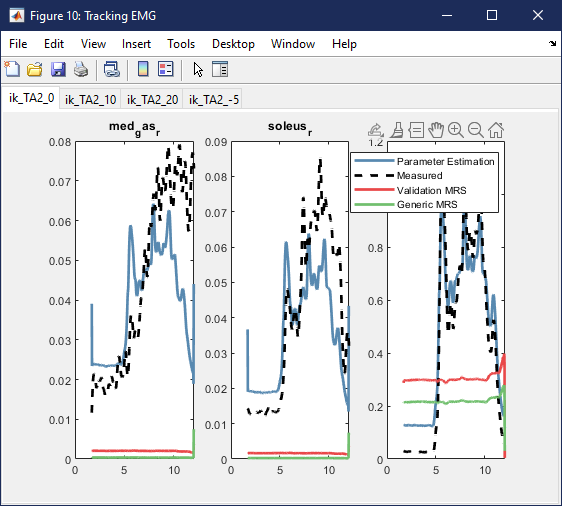 Figure 10: Tracking EMG
File Edit View Insert Tools Desktop Window Help
ik_TA2_0 ik_TA2_10 ik_TA2_20 ik_TA2_-5
med_gas_r
soleus_r
0.08
0.07
0.06
0.05
0.04
0.03
0.02
0.01
0
0 5 10
0.09
0.08
0.07
0.06
0.05
0.04
0.03
0.02
0.01
0
0 5 10
1.2
0.8
0.6
0.4
0.2
0
0 5 10
Parameter Estimation
Measured
Validation MRS
Generic MRS